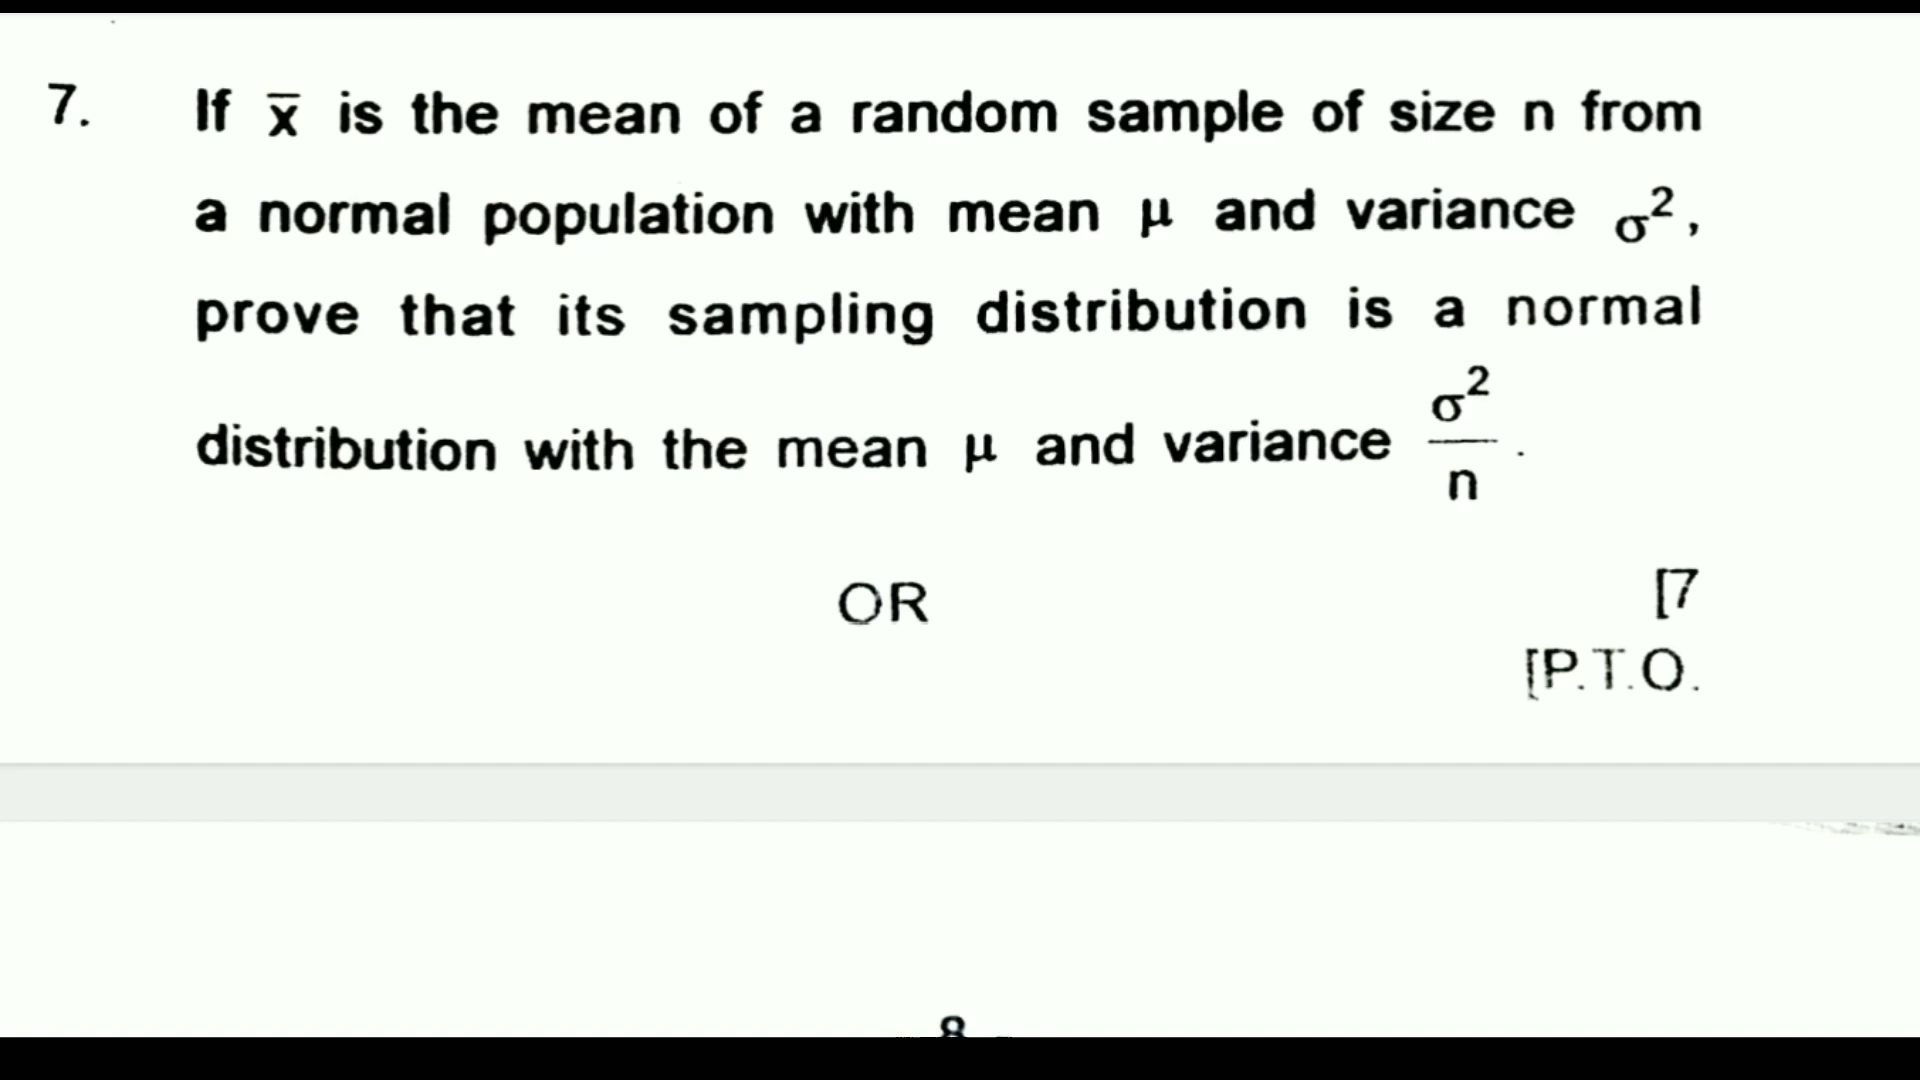 7. If x̄ is the mean of a random sample of size n from
a normal population with mean μ and variance σ²,
prove that its sampling distribution is a normal
distribution with the mean μ and variance σ²/n .
OR [7
[P.T.O.
8